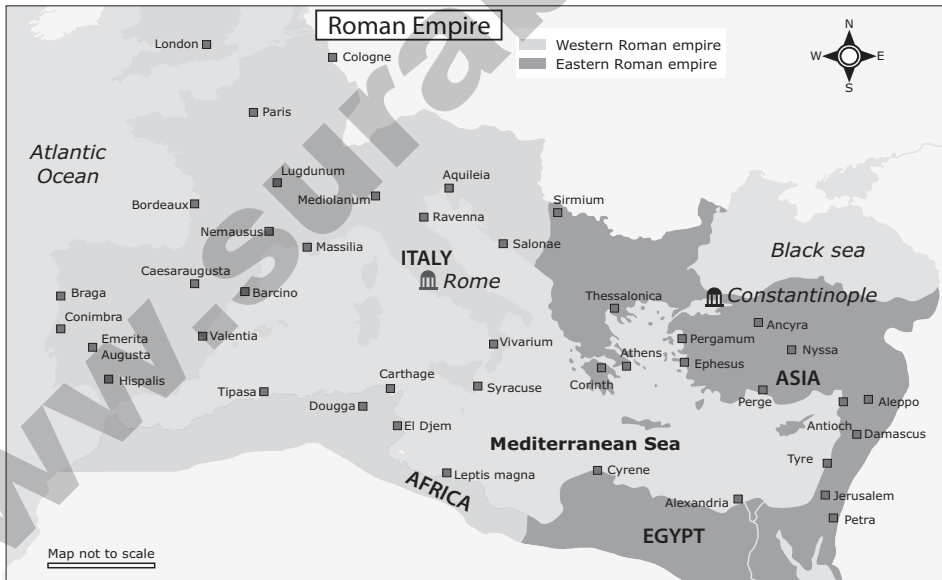 Roman Empire
Western Roman empire
Eastern Roman empire
N
W
E
S
London
Cologne
Paris
Atlantic
Ocean
Lugdunum
Aquileia
Mediolanum
Sirmium
Bordeaux
Ravenna
Nemausus
Massilia
Salonae
Black sea
ITALY
Caesaraugusta
Rome
Braga
Barcino
Thessalonica
Constantinople
Conimbra
Ancyra
Emerita
Augusta
Valentia
Vivarium
Pergamum
Nyssa
Athens
Ephesus
Hispalis
Carthage
Corinth
ASIA
Tipasa
Syracuse
Perge
Aleppo
Dougga
El Djem
Antioch
Damascus
Mediterranean Sea
Tyre
Leptis magna
Cyrene
AFRICA
Alexandria
Jerusalem
Petra
EGYPT
Map not to scale
www.sura